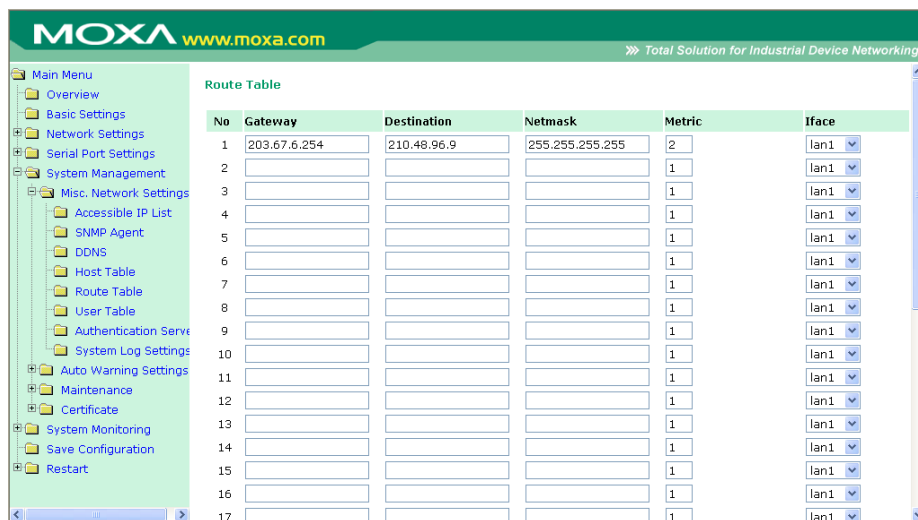 MOXA www.moxa.com
Total Solution for Industrial Device Networking
Main Menu
Overview
Basic Settings
Network Settings
Serial Port Settings
System Management
Misc. Network Settings
Accessible IP List
SNMP Agent
DDNS
Host Table
Route Table
User Table
Authentication Serve
System Log Settings
Auto Warning Settings
Maintenance
Certificate
System Monitoring
Save Configuration
Restart
Route Table
No Gateway Destination Netmask Metric Iface
1 203.67.6.254 210.48.96.9 255.255.255.255 2 lan1
2 1 lan1
3 1 lan1
4 1 lan1
5 1 lan1
6 1 lan1
7 1 lan1
8 1 lan1
9 1 lan1
10 1 lan1
11 1 lan1
12 1 lan1
13 1 lan1
14 1 lan1
15 1 lan1
16 1 lan1
17 1 lan1